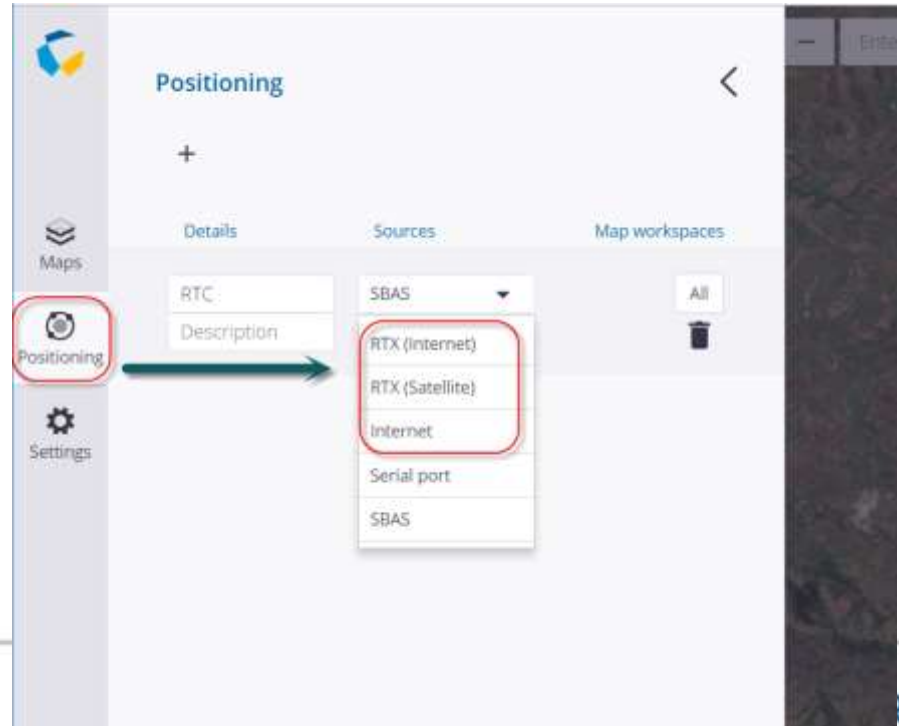 Positioning
+
Details Sources Map workspaces
Maps
RTC SBAS All
Description
RTX (Internet)
Positioning
RTX (Satellite)
Internet
Settings
Serial port
SBAS